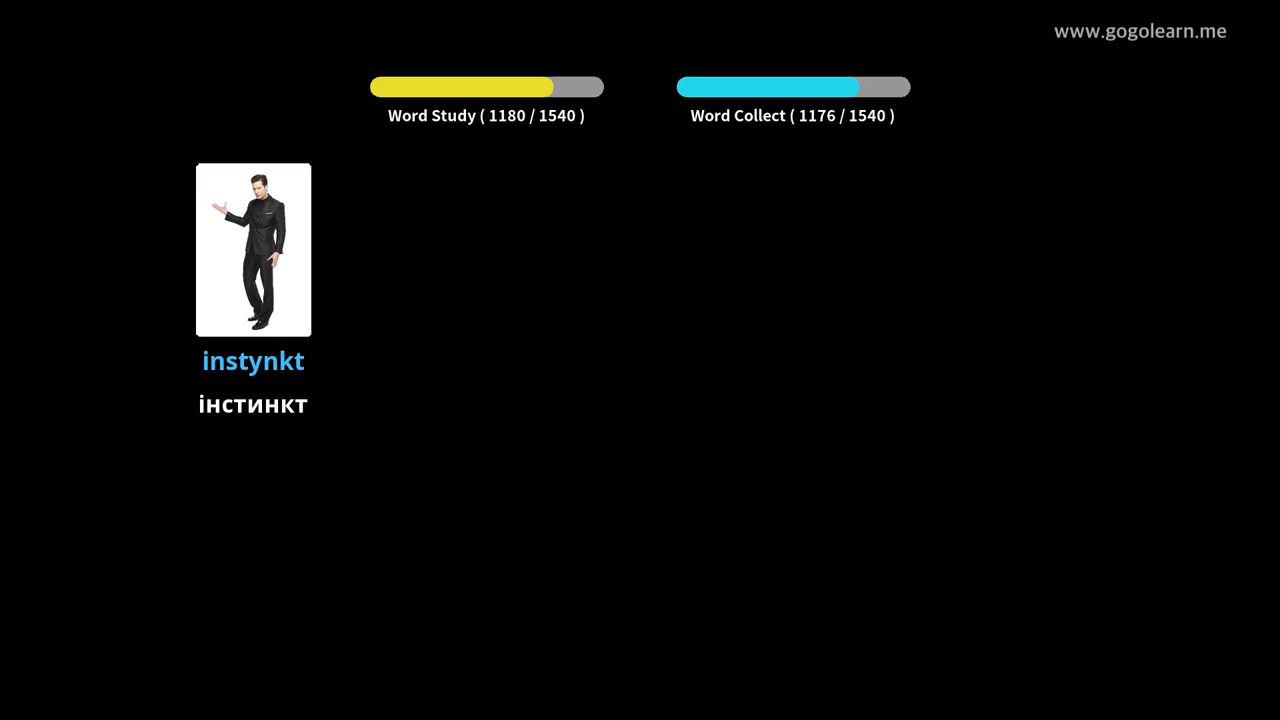 www.gogolearn.me
Word Study ( 1180 / 1540 )
Word Collect ( 1176 / 1540 )
instynkt
інстинкт